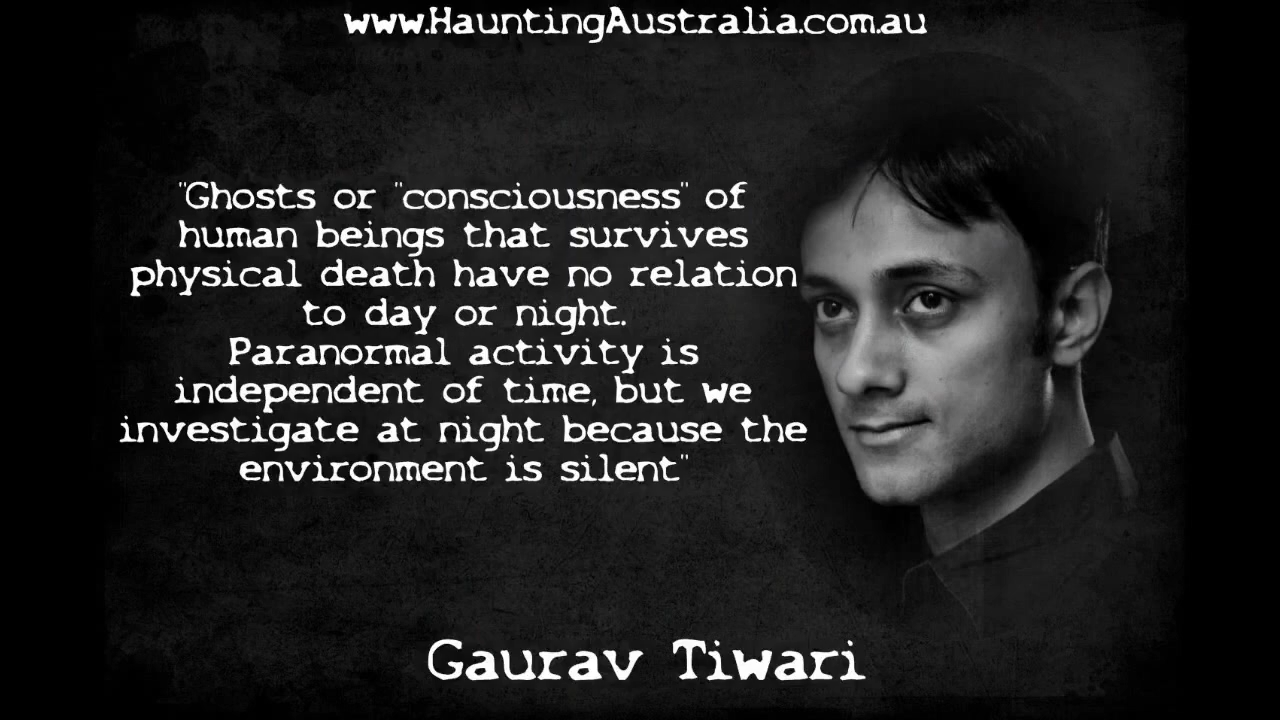 www.HauntingAustralia.com.au
"Ghosts or "consciousness" of
human beings that survives
physical death have no relation
to day or night.
Paranormal activity is
independent of time, but we
investigate at night because the
environment is silent"
Gaurav Tiwari